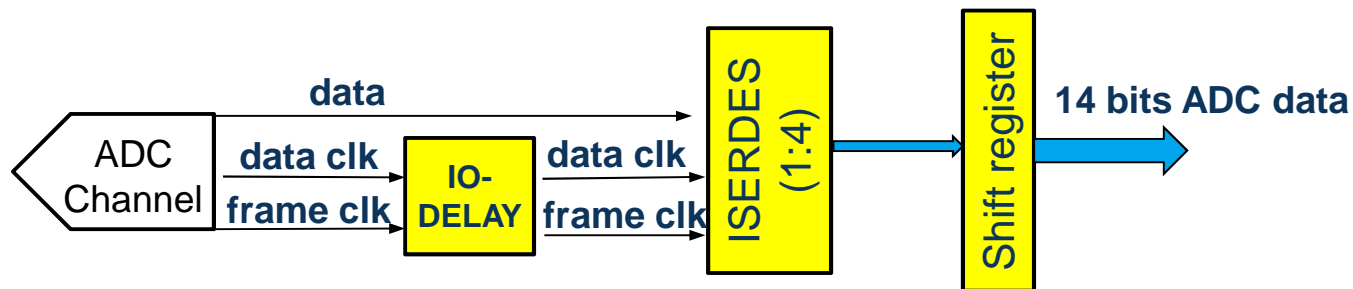 ADC
Channel
data
data clk
frame clk
IO-
DELAY
data clk
frame clk
ISERDES
(1:4)
Shift register
14 bits ADC data